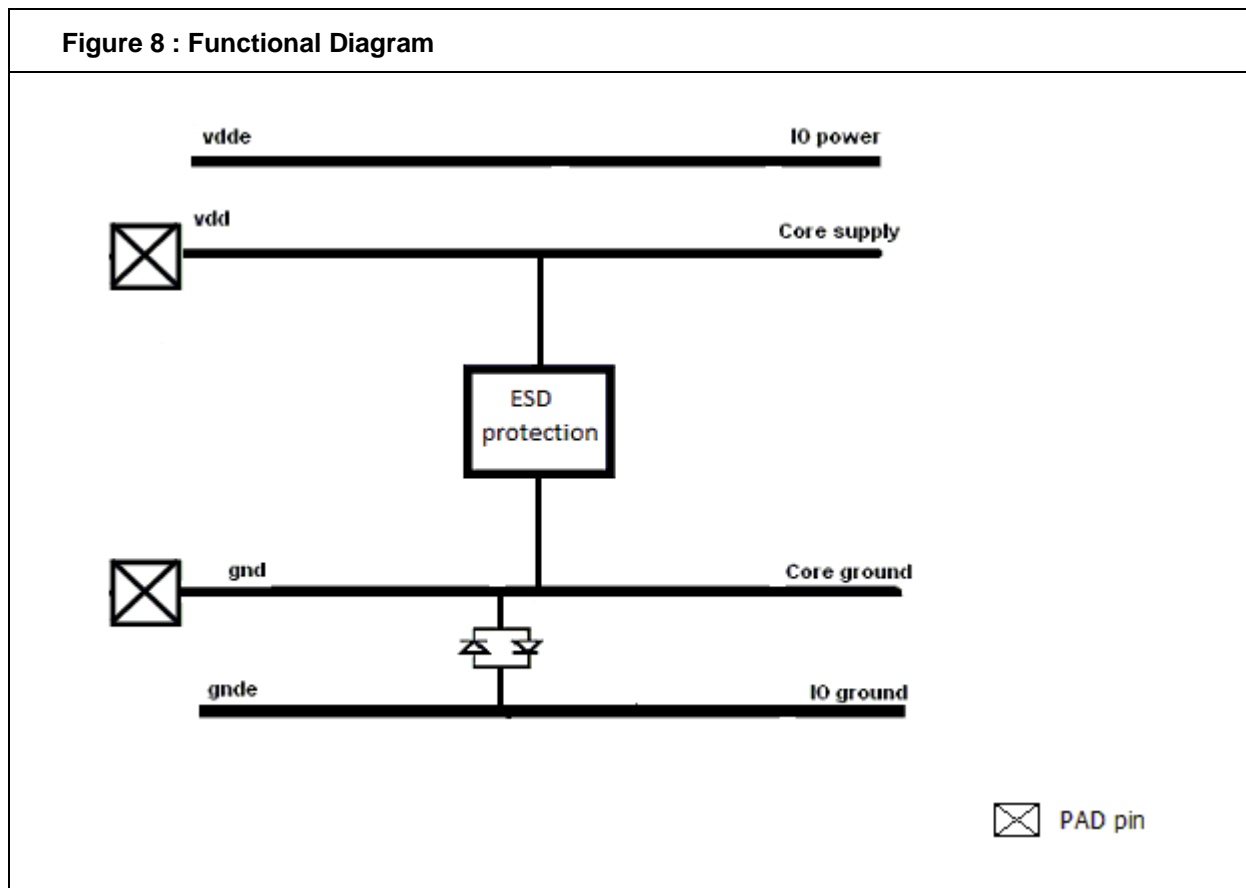 Figure 8 : Functional Diagram
vdde IO power
vdd Core supply
ESD
protection
gnd Core ground
gnde IO ground
PAD pin